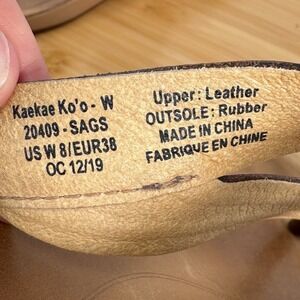 Kaekae Ko'o - W
20409 - SAGS
US W 8/EUR38
OC 12/19
Upper: Leather
OUTSOLE: Rubber
MADE IN CHINA
FABRIQUE EN CHINE